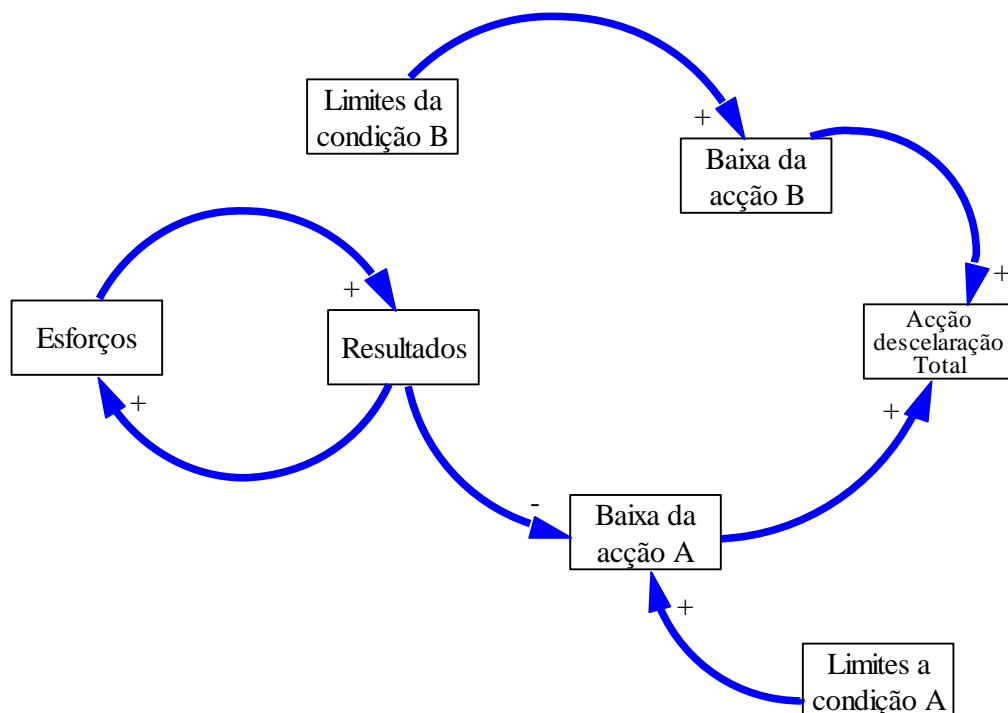 Limites da
condição B
+
Baixa da
acção B
+
+
Esforços
Resultados
Acção
descelaração
Total
+
+
-
Baixa da
acção A
+
Limites a
condição A